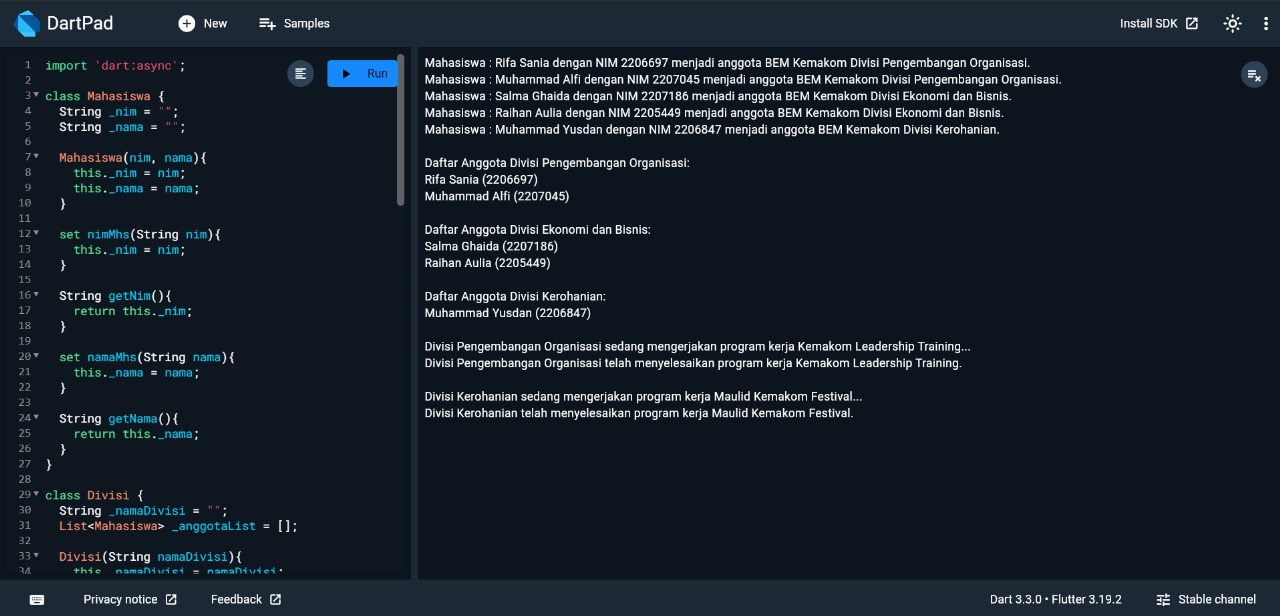 DartPad
New
Samples
Install SDK
1 import 'dart:async';
2
3 class Mahasiswa {
4 String _nim = "";
5 String _nama = "";
6
7 Mahasiswa(nim, nama){
8 this._nim = nim;
9 this._nama = nama;
10 }
11
12 set nimMhs(String nim){
13 this._nim = nim;
14 }
15
16 String getNim(){
17 return this._nim;
18 }
19
20 set namaMhs(String nama){
21 this._nama = nama;
22 }
23
24 String getNama(){
25 return this._nama;
26 }
27 }
28
29 class Divisi {
30 String _namaDivisi = "";
31 List<Mahasiswa> _anggotaList = [];
32
33 Divisi(String namaDivisi){
34 this._namaDivisi = namaDivisi;
Run
Mahasiswa : Rifa Sania dengan NIM 2206697 menjadi anggota BEM Kemakom Divisi Pengembangan Organisasi.
Mahasiswa : Muhammad Alfi dengan NIM 2207045 menjadi anggota BEM Kemakom Divisi Pengembangan Organisasi.
Mahasiswa : Salma Ghaida dengan NIM 2207186 menjadi anggota BEM Kemakom Divisi Ekonomi dan Bisnis.
Mahasiswa : Raihan Aulia dengan NIM 2205449 menjadi anggota BEM Kemakom Divisi Ekonomi dan Bisnis.
Mahasiswa : Muhammad Yusdan dengan NIM 2206847 menjadi anggota BEM Kemakom Divisi Kerohanian.
Daftar Anggota Divisi Pengembangan Organisasi:
Rifa Sania (2206697)
Muhammad Alfi (2207045)
Daftar Anggota Divisi Ekonomi dan Bisnis:
Salma Ghaida (2207186)
Raihan Aulia (2205449)
Daftar Anggota Divisi Kerohanian:
Muhammad Yusdan (2206847)
Divisi Pengembangan Organisasi sedang mengerjakan program kerja Kemakom Leadership Training...
Divisi Pengembangan Organisasi telah menyelesaikan program kerja Kemakom Leadership Training.
Divisi Kerohanian sedang mengerjakan program kerja Maulid Kemakom Festival...
Divisi Kerohanian telah menyelesaikan program kerja Maulid Kemakom Festival.
Privacy notice
Feedback
Dart 3.3.0 • Flutter 3.19.2
Stable channel